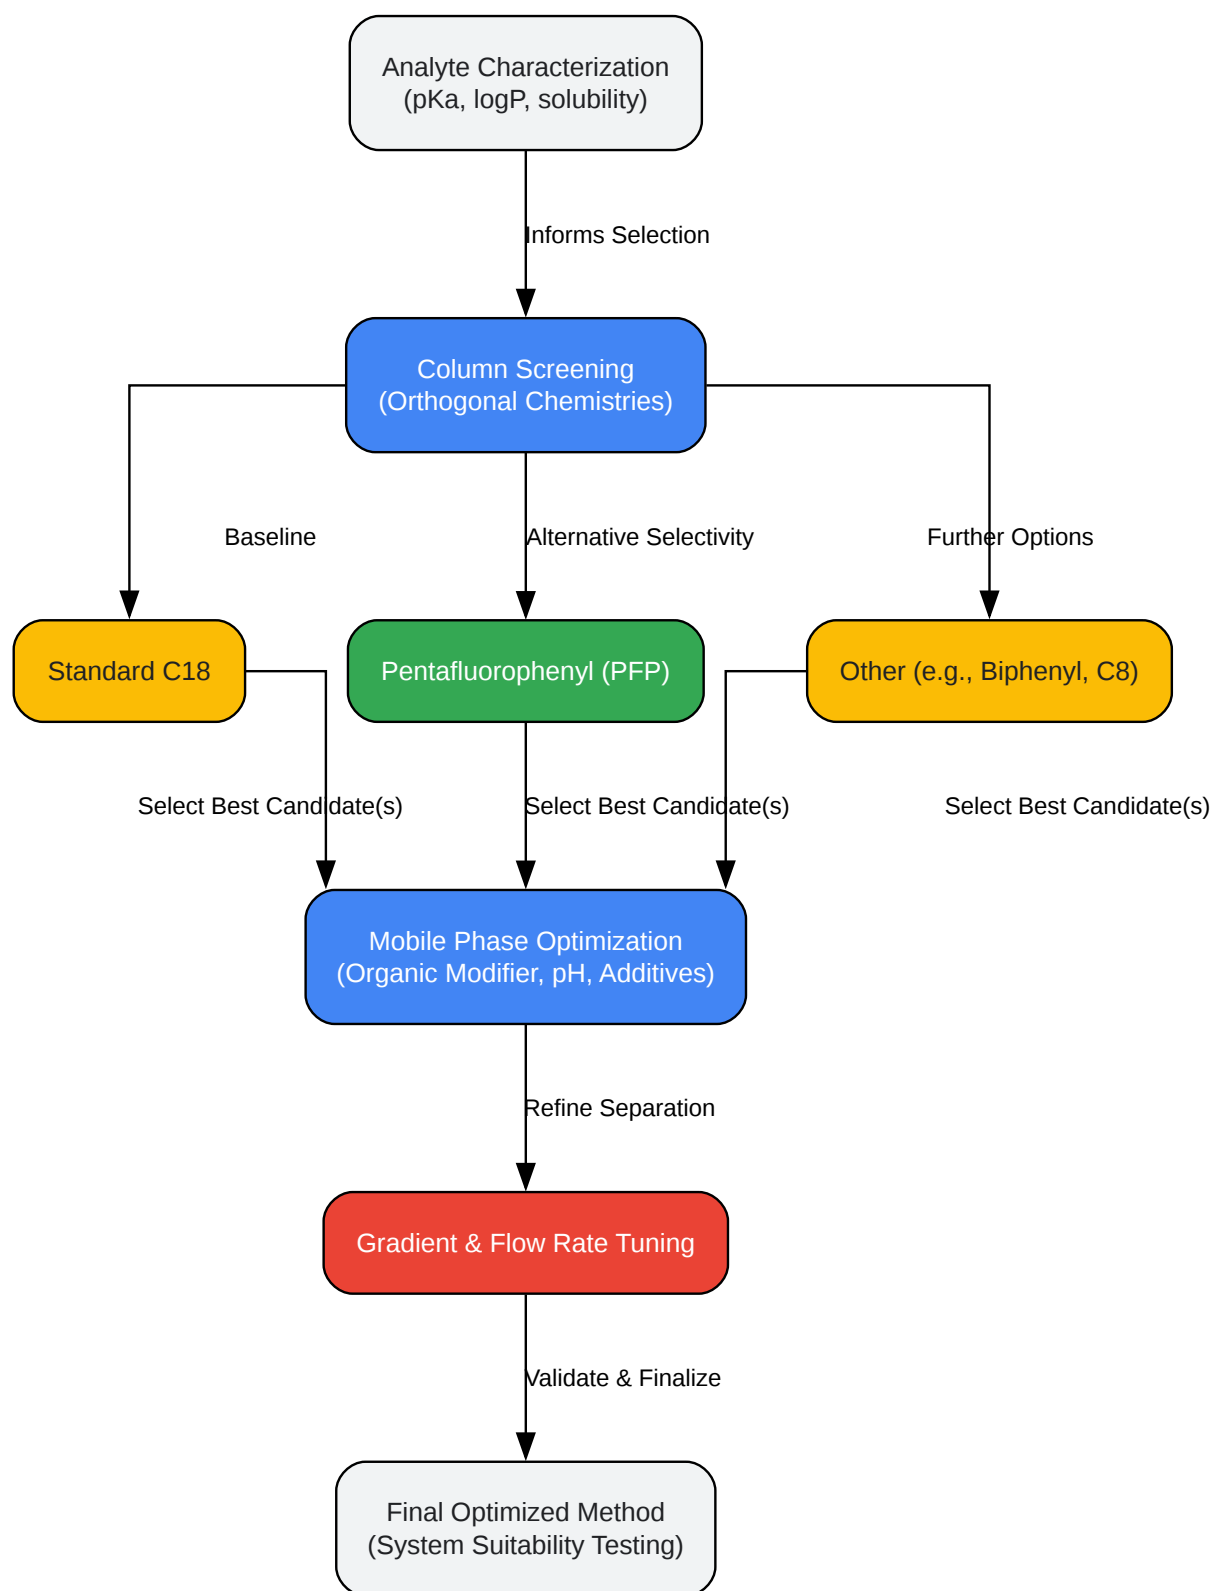 Analyte Characterization
(pKa, logP, solubility)
Informs Selection
Column Screening
(Orthogonal Chemistries)
Baseline
Alternative Selectivity
Further Options
Standard C18
Pentafluorophenyl (PFP)
Other (e.g., Biphenyl, C8)
Select Best Candidate(s)
Select Best Candidate(s)
Select Best Candidate(s)
Mobile Phase Optimization
(Organic Modifier, pH, Additives)
Refine Separation
Gradient & Flow Rate Tuning
Validate & Finalize
Final Optimized Method
(System Suitability Testing)